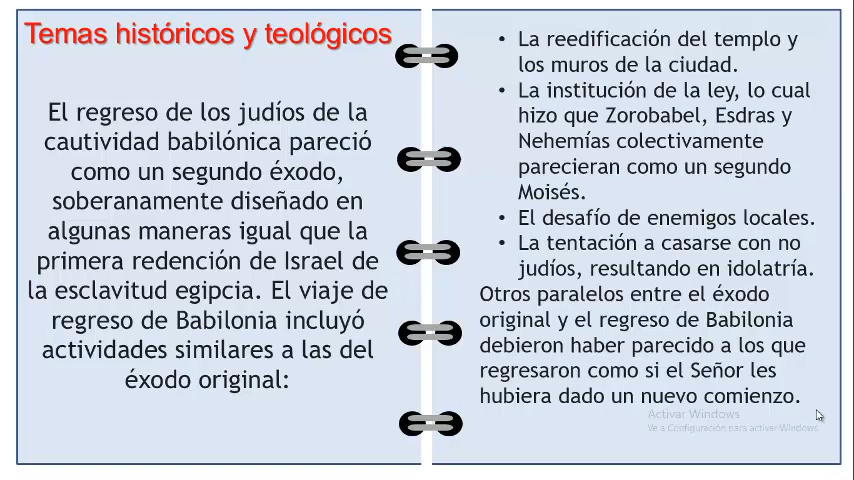 Temas históricos y teológicos
El regreso de los judíos de la
cautividad babilónica pareció
como un segundo éxodo,
soberanamente diseñado en
algunas maneras igual que la
primera redención de Israel de
la esclavitud egipcia. El viaje de
regreso de Babilonia incluyó
actividades similares a las del
éxodo original:
• La reedificación del templo y
los muros de la ciudad.
• La institución de la ley, lo cual
hizo que Zorobabel, Esdras y
Nehemías colectivamente
parecieran como un segundo
Moisés.
• El desafío de enemigos locales.
• La tentación a casarse con no
judíos, resultando en idolatría.
Otros paralelos entre el éxodo
original y el regreso de Babilonia
debieron haber parecido a los que
regresaron como si el Señor les
hubiera dado un nuevo comienzo.
Activar Windows
Ve a Configuración para activar Windows.